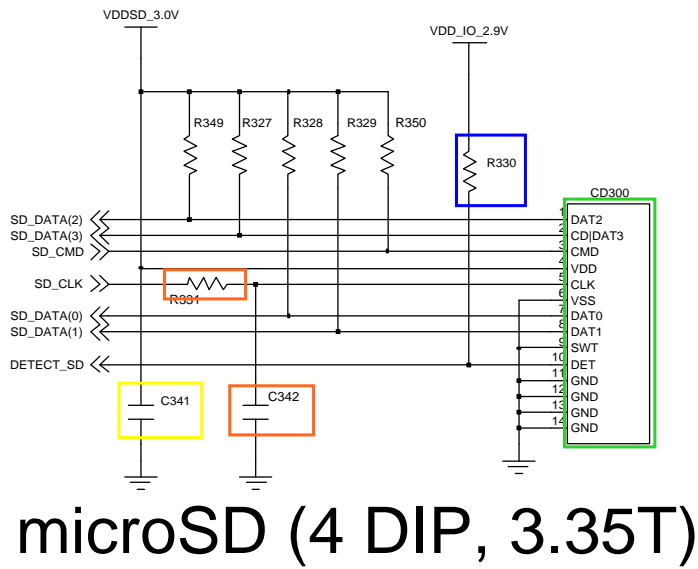 VDDSD_3.0V
VDD_IO_2.9V
R349 R327 R328 R329 R350
R330
CD300
SD_DATA(2)
1 DAT2
SD_DATA(3)
2 CD|DAT3
SD_CMD
3 CMD
4 VDD
SD_CLK
5 CLK
R331
6 VSS
SD_DATA(0)
7 DAT0
SD_DATA(1)
8 DAT1
9 SWT
DETECT_SD
10 DET
11 GND
12 GND
13 GND
14 GND
C341
C342
microSD (4 DIP, 3.35T)